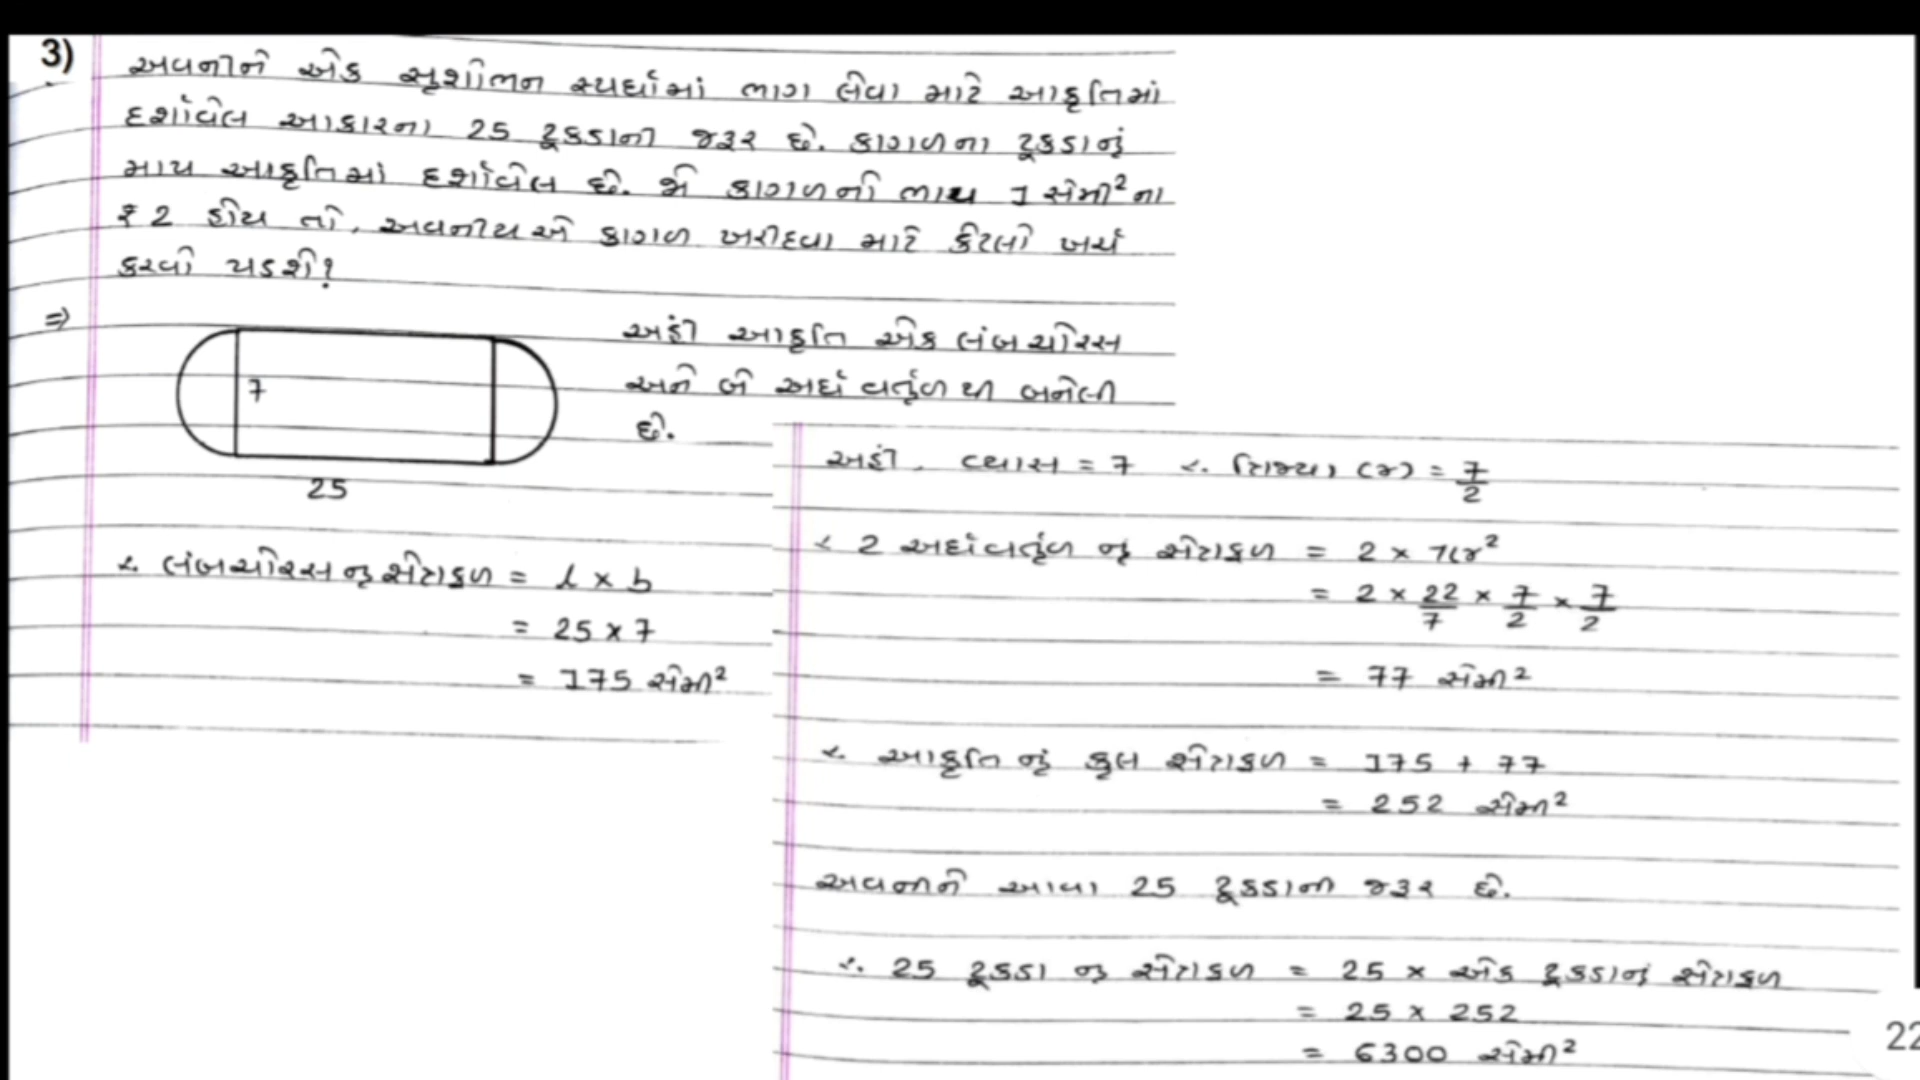 3)
અવનીને એક સુશોભન સ્પર્ધામાં ભાગ લેવા માટે આકૃતિમાં
દર્શાવેલ આકારના 25 ટૂકડાની જરૂર છે. કાગળના ટૂકડાનું
માપ આકૃતિમાં દર્શાવેલ છે. જો કાગળની ભાવ 1 સેમી²ના
₹ 2 હોય તો, અવનીએ કાગળ ખરીદવા માટે કેટલો ખર્ચ
કરવો પડશે?
⇒
7
25
અહીં આકૃતિ એક લંબચોરસ
અને બે અર્ધ વર્તુળ થી બનેલી
છે.
∴ લંબચોરસ નું ક્ષેત્રફળ = l × b
= 25 × 7
= 175 સેમી²
અહીં, વ્યાસ = 7 ∴ ત્રિજ્યા (r) = 7/2
∴ 2 અર્ધવર્તુળ નું ક્ષેત્રફળ = 2 × πr²
= 2 × 22/7 × 7/2 × 7/2
= 77 સેમી²
∴ આકૃતિ નું કુલ ક્ષેત્રફળ = 175 + 77
= 252 સેમી²
અવનીને આવા 25 ટૂકડાની જરૂર છે.
∴ 25 ટૂકડા નું ક્ષેત્રફળ = 25 × એક ટૂકડાનું ક્ષેત્રફળ
= 25 × 252
= 6300 સેમી²
22